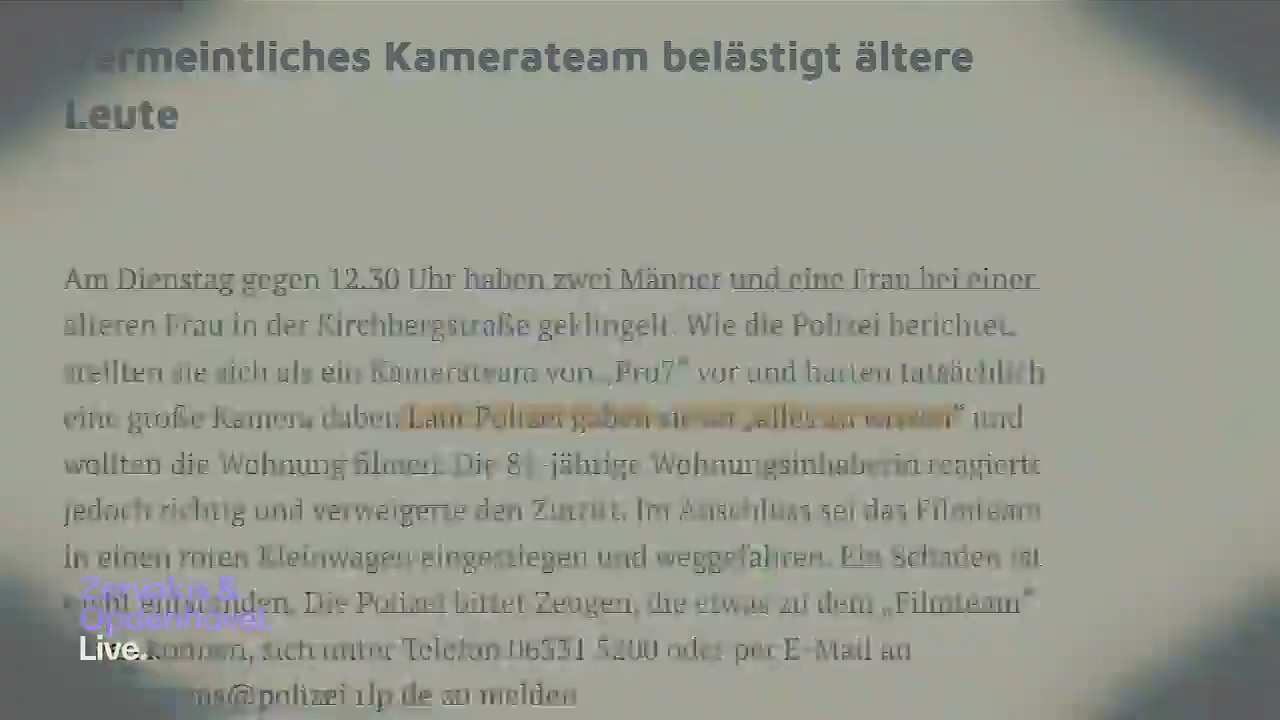 Vermeintliches Kamerateam belästigt ältere
Leute
Am Dienstag gegen 12.30 Uhr haben zwei Männer und eine Frau bei einer
älteren Frau in der Kirchbergstraße geklingelt. Wie die Polizei berichtet,
stellten sie sich als ein Kamerateam von „Pro7“ vor und hatten tatsächlich
eine große Kamera dabei. Laut Polizei gaben sie an „alles zu wissen“ und
wollten die Wohnung filmen. Die 81-jährige Wohnungsinhaberin reagierte
jedoch richtig und verweigerte den Zutritt. Im Anschluss sei das Filmteam
in einen roten Kleinwagen eingestiegen und weggefahren. Ein Schaden ist
nicht entstanden. Die Polizei bittet Zeugen, die etwas zu dem „Filmteam“
können, sich unter Telefon 06331 5200 oder per E-Mail an
@polizei.rlp.de zu melden
Zervakis &
Opdenhövel.
Live.